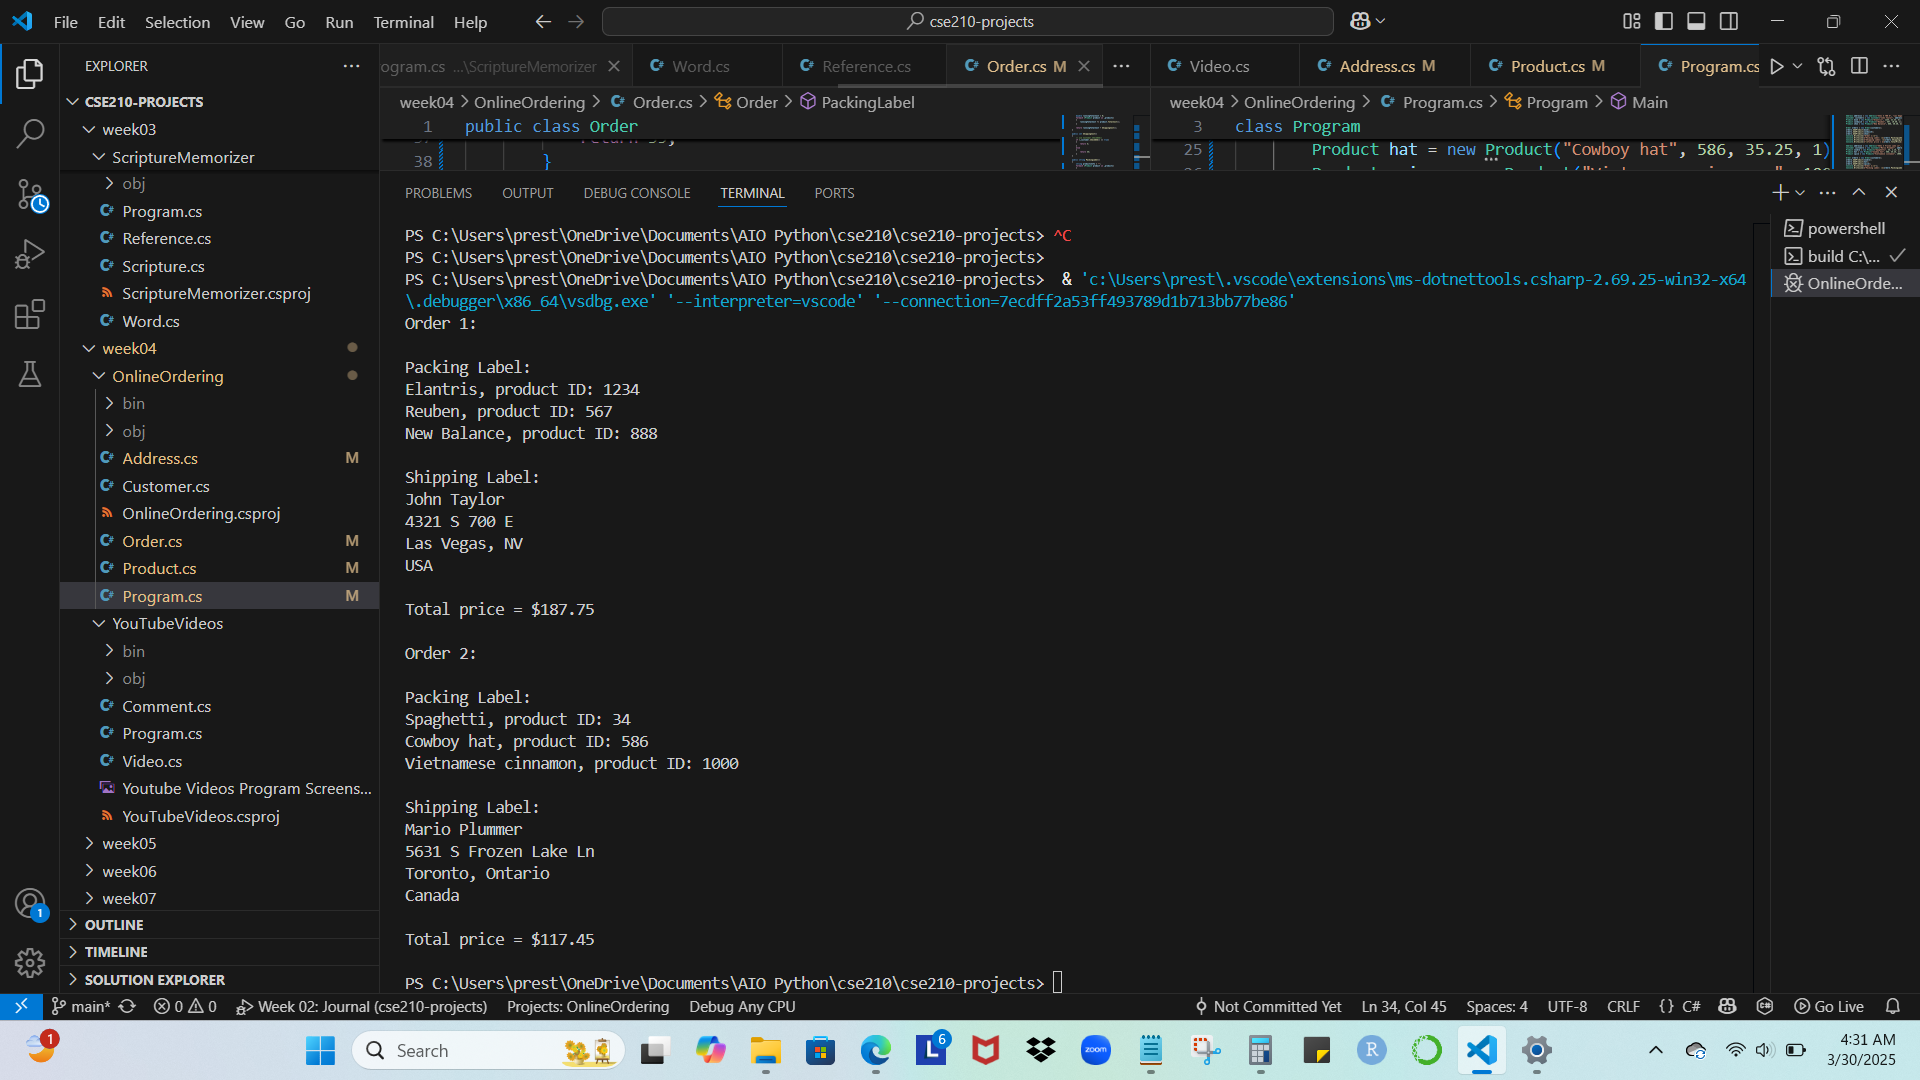 File Edit Selection View Go Run Terminal Help
cse210-projects
EXPLORER
CSE210-PROJECTS
week03
ScriptureMemorizer
obj
Program.cs
Reference.cs
Scripture.cs
ScriptureMemorizer.csproj
Word.cs
week04
OnlineOrdering
bin
obj
Address.cs M
Customer.cs
OnlineOrdering.csproj
Order.cs M
Product.cs M
Program.cs M
YouTubeVideos
bin
obj
Comment.cs
Program.cs
Video.cs
Youtube Videos Program Screens...
YouTubeVideos.csproj
week05
week06
week07
OUTLINE
TIMELINE
SOLUTION EXPLORER
ogram.cs ...\ScriptureMemorizer Word.cs Reference.cs Order.cs M
week04 > OnlineOrdering > Order.cs > Order > PackingLabel
1 public class Order
38 }
Video.cs Address.cs M Product.cs M Program.cs
week04 > OnlineOrdering > Program.cs > Program > Main
3 class Program
25 Product hat = new Product("Cowboy hat", 586, 35.25, 1)
PROBLEMS OUTPUT DEBUG CONSOLE TERMINAL PORTS
PS C:\Users\prest\OneDrive\Documents\AIO Python\cse210\cse210-projects> ^C
PS C:\Users\prest\OneDrive\Documents\AIO Python\cse210\cse210-projects>
PS C:\Users\prest\OneDrive\Documents\AIO Python\cse210\cse210-projects> & 'c:\Users\prest\.vscode\extensions\ms-dotnettools.csharp-2.69.25-win32-x64
\.debugger\x86_64\vsdbg.exe' '--interpreter=vscode' '--connection=7ecdff2a53ff493789d1b713bb77be86'
Order 1:
Packing Label:
Elantris, product ID: 1234
Reuben, product ID: 567
New Balance, product ID: 888
Shipping Label:
John Taylor
4321 S 700 E
Las Vegas, NV
USA
Total price = $187.75
Order 2:
Packing Label:
Spaghetti, product ID: 34
Cowboy hat, product ID: 586
Vietnamese cinnamon, product ID: 1000
Shipping Label:
Mario Plummer
5631 S Frozen Lake Ln
Toronto, Ontario
Canada
Total price = $117.45
PS C:\Users\prest\OneDrive\Documents\AIO Python\cse210\cse210-projects>
powershell
build C:\...
OnlineOrde...
1
main* 0 0 Week 02: Journal (cse210-projects) Projects: OnlineOrdering Debug Any CPU
Not Committed Yet Ln 34, Col 45 Spaces: 4 UTF-8 CRLF {} C# Go Live
1
Search
6
zoom
R
4:31 AM
3/30/2025